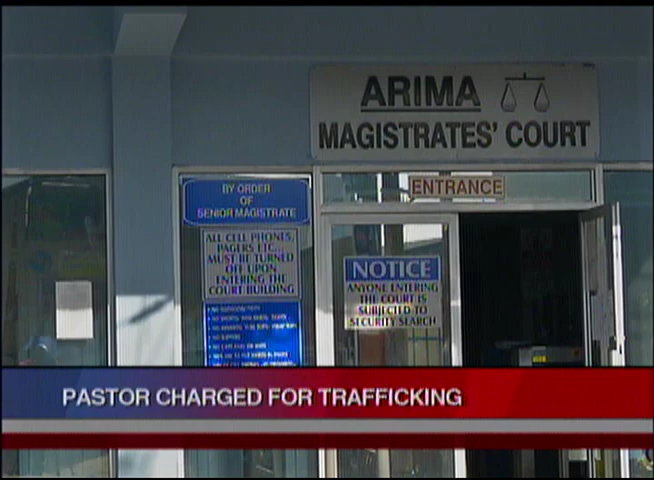 ARIMA
MAGISTRATES' COURT
ENTRANCE
BY ORDER
OF
SENIOR MAGISTRATE
ALL CELL PHONES,
PAGERS ETC..
MUST BE TURNED
OFF UPON
ENTERING THE
COURT BUILDING
NOTICE
ANYONE ENTERING
THE COURT IS
SUBJECTED TO
SECURITY SEARCH
PASTOR CHARGED FOR TRAFFICKING